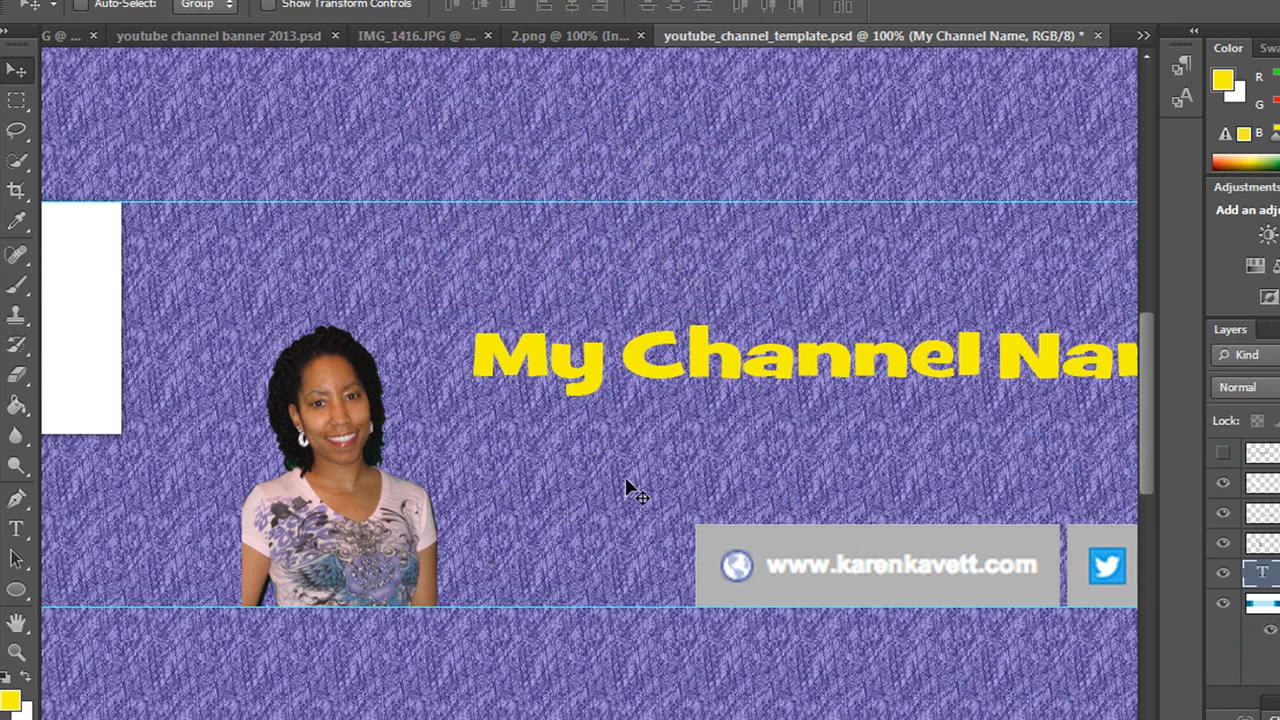 Auto-Select: Group Show Transform Controls
G @ ... youtube channel banner 2013.psd IMG_1416.JPG @ ... 2.png @ 100% (In... youtube_channel_template.psd @ 100% (My Channel Name, RGB/8) *
Color Swa
R
G
B
Adjustments
Add an adj
My Channel Nar
Layers
Kind
Normal
Lock:
www.karenkavett.com
T
T